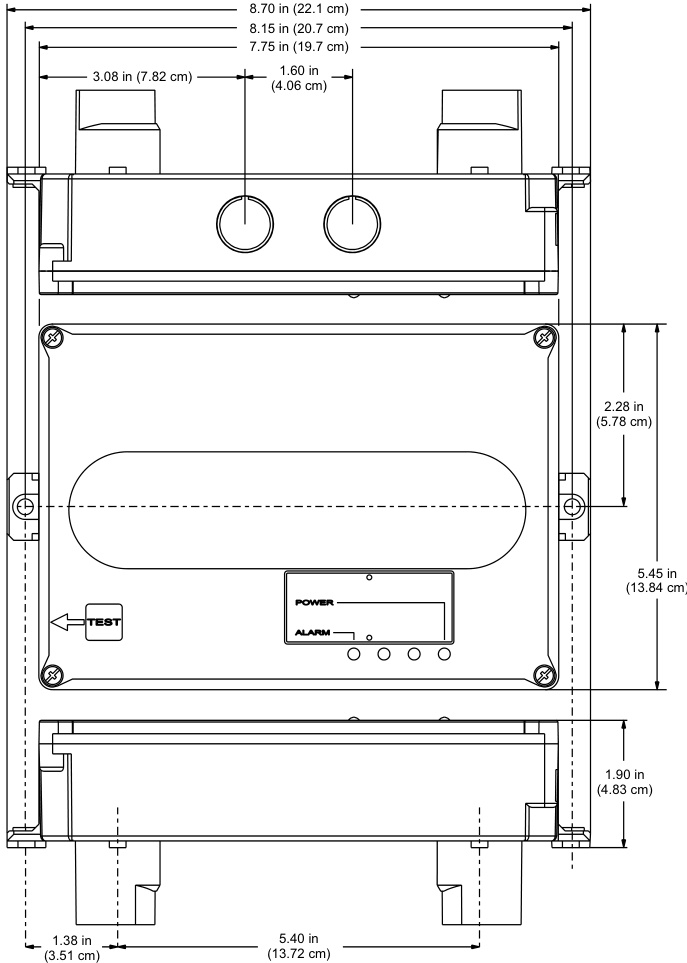 8.70 in (22.1 cm)
8.15 in (20.7 cm)
7.75 in (19.7 cm)
3.08 in (7.82 cm)
1.60 in
(4.06 cm)
2.28 in
(5.78 cm)
5.45 in
(13.84 cm)
POWER
TEST
ALARM
1.90 in
(4.83 cm)
1.38 in
(3.51 cm)
5.40 in
(13.72 cm)